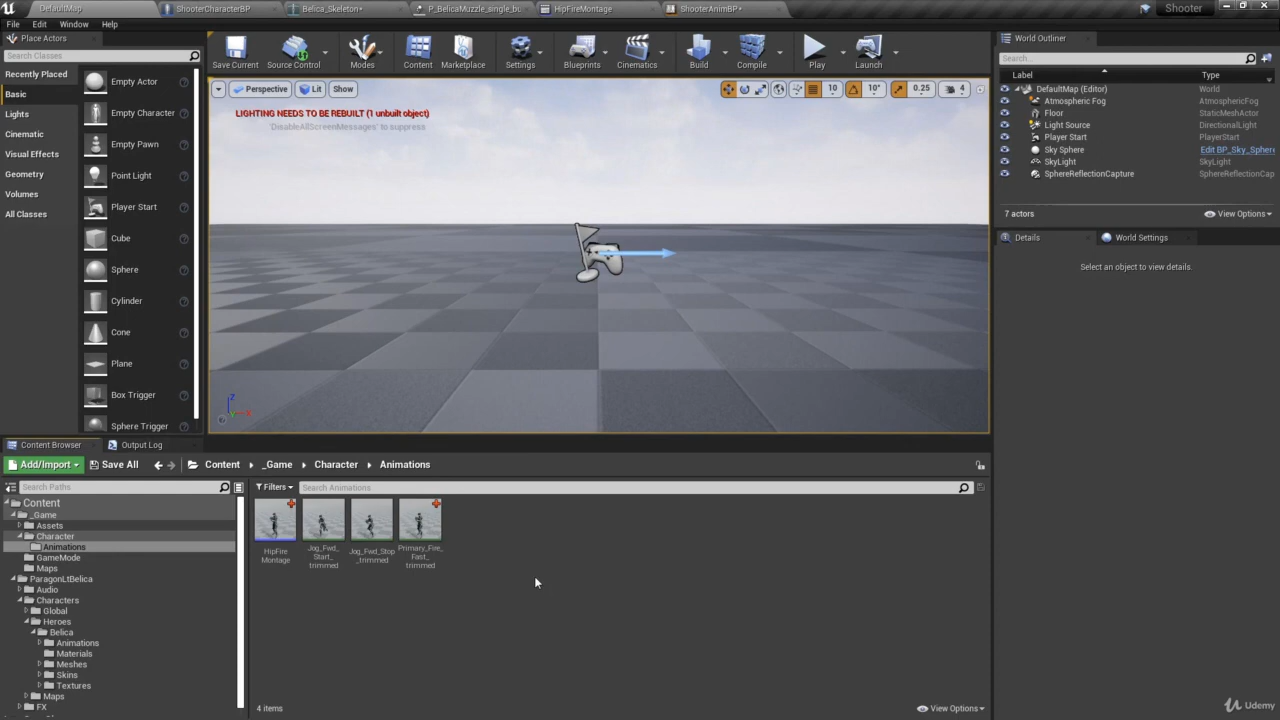 DefaultMap
ShooterCharacterBP
Belica_Skeleton*
P_BelicaMuzzle_single_bu
HipFireMontage
ShooterAnimBP*
Shooter
File Edit Window Help
Place Actors
Search Classes
Recently Placed
Basic
Lights
Cinematic
Visual Effects
Geometry
Volumes
All Classes
Empty Actor
Empty Character
Empty Pawn
Point Light
Player Start
Cube
Sphere
Cylinder
Cone
Plane
Box Trigger
Sphere Trigger
Save Current
Source Control
Modes
Content
Marketplace
Settings
Blueprints
Cinematics
Build
Compile
Play
Launch
Perspective
Lit
Show
10
10°
0.25
4
LIGHTING NEEDS TO BE REBUILT (1 unbuilt object)
'DisableAllScreenMessages' to suppress
Z
X
World Outliner
Search...
Label Type
DefaultMap (Editor) World
Atmospheric Fog AtmosphericFog
Floor StaticMeshActor
Light Source DirectionalLight
Player Start PlayerStart
Sky Sphere Edit BP_Sky_Sphere
SkyLight SkyLight
SphereReflectionCapture SphereReflectionCap
7 actors
View Options
Details
World Settings
Select an object to view details.
Content Browser
Output Log
Add/Import
Save All
Content
_Game
Character
Animations
Search Paths
Filters
Search Animations
Content
_Game
Assets
Character
Animations
GameMode
Maps
ParagonLtBelica
Audio
Characters
Global
Heroes
Belica
Animations
Materials
Meshes
Skins
Textures
Maps
FX
HipFire
Montage
Jog_Fwd_
Start_
trimmed
Jog_Fwd_Stop
_trimmed
Primary_Fire_
Fast_
trimmed
4 items
View Options
Udemy